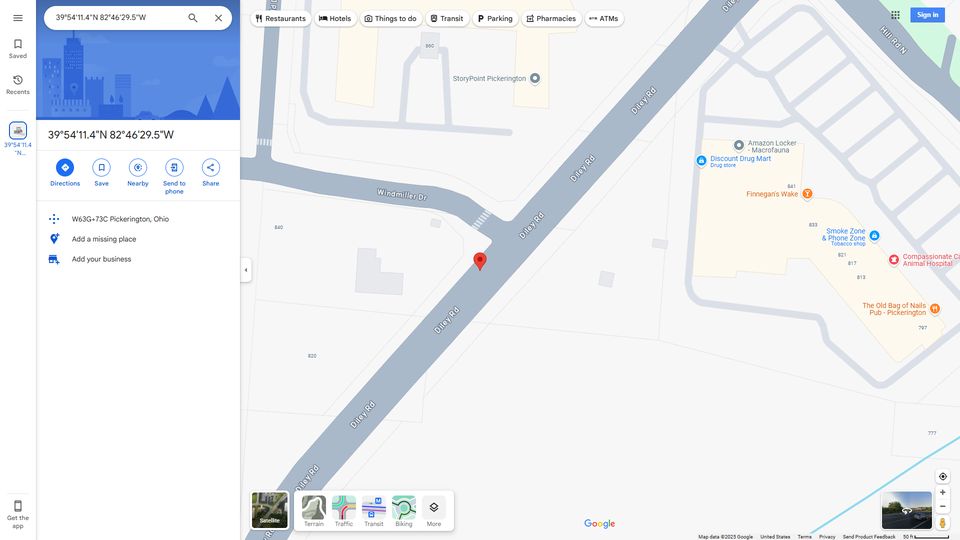 39°54'11.4"N 82°46'29.5"W
Restaurants
Hotels
Things to do
Transit
Parking
Pharmacies
ATMs
Sign in
Saved
Recents
39°54'11.4
"N...
39°54'11.4"N 82°46'29.5"W
Directions
Save
Nearby
Send to
phone
Share
W63G+73C Pickerington, Ohio
Add a missing place
Add your business
Get the
app
860
StoryPoint Pickerington
Diley Rd
Hill Rd N
Diley Rd
Diley Rd
Windmiller Dr
Diley Rd
840
Amazon Locker
- Macrofauna
Discount Drug Mart
Drug store
841
Finnegan's Wake
833
Smoke Zone
& Phone Zone
Tobacco shop
821
817
813
Compassionate Ca
Animal Hospital
The Old Bag of Nails
Pub - Pickerington
797
Diley Rd
820
Diley Rd
777
Diley Rd
Satellite
Terrain
Traffic
Transit
Biking
More
Google
Map data ©2025 Google
United States
Terms
Privacy
Send Product Feedback
50 ft